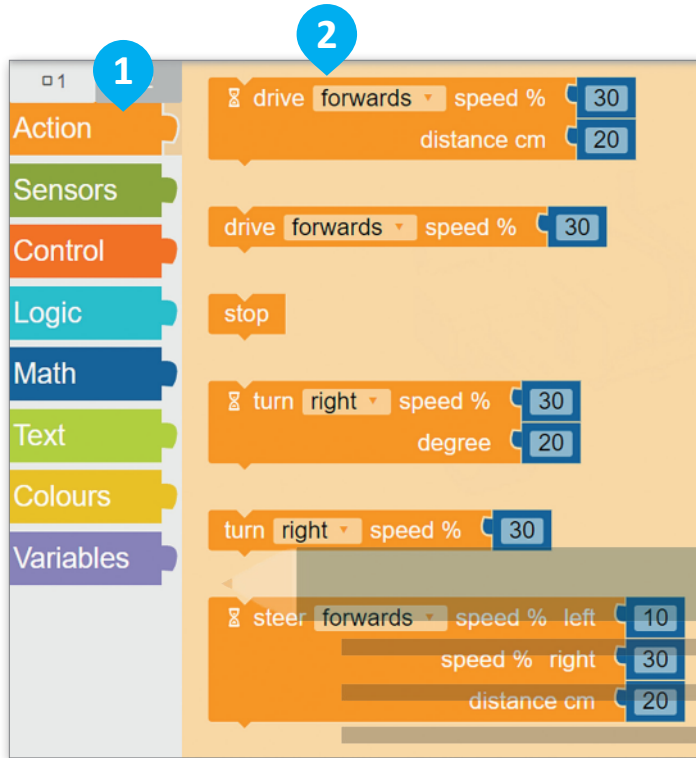 1
2
1
Action
Sensors
Control
Logic
Math
Text
Colours
Variables
drive forwards speed % 30
distance cm 20
drive forwards speed % 30
stop
turn right speed % 30
degree 20
turn right speed % 30
steer forwards speed % left 10
speed % right 30
distance cm 20